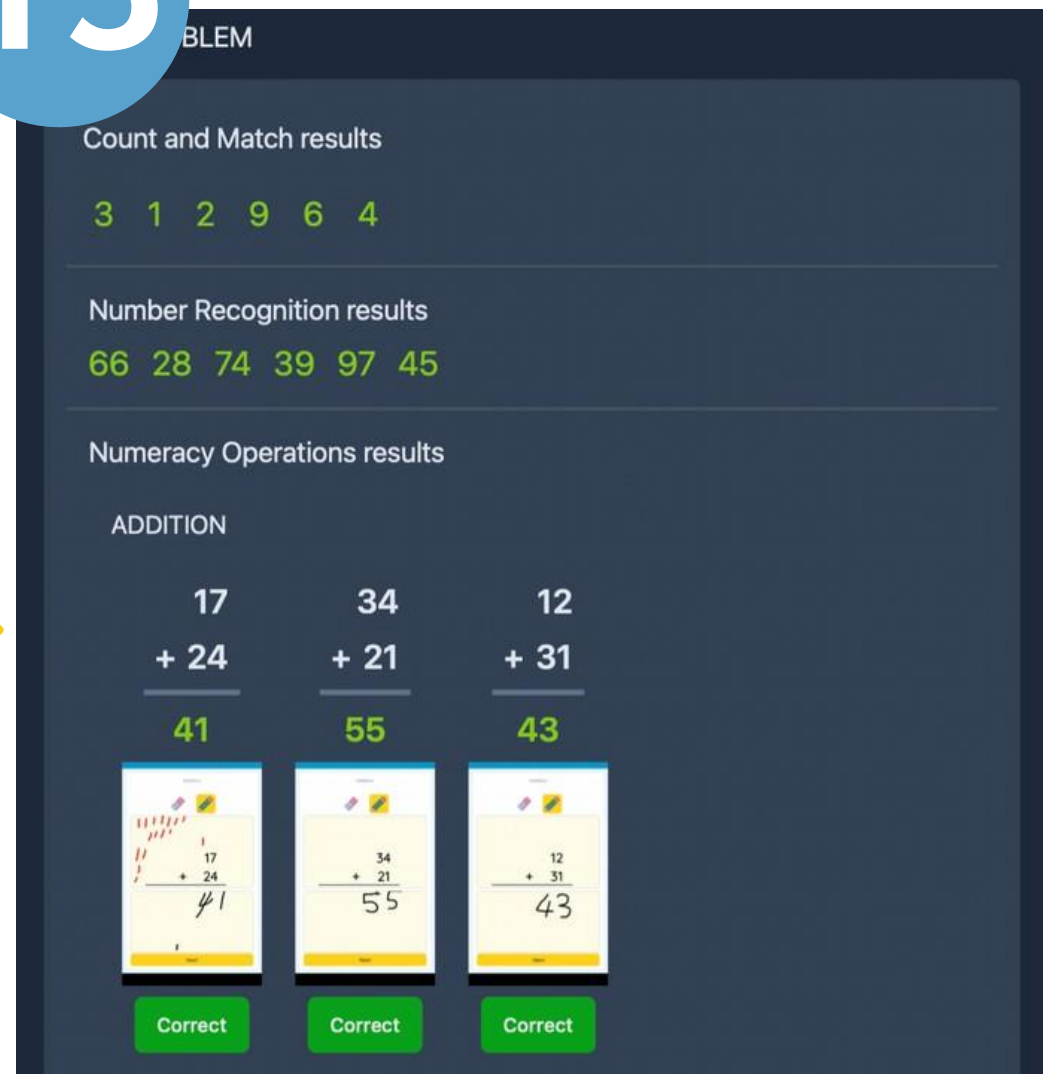 15
BLEM
Count and Match results
3 1 2 9 6 4
Number Recognition results
66 28 74 39 97 45
Numeracy Operations results
ADDITION
17 34 12
+ 24 + 21 + 31
41 55 43
17 34 12
+ 24 + 21 + 31
41 55 43
Correct Correct Correct